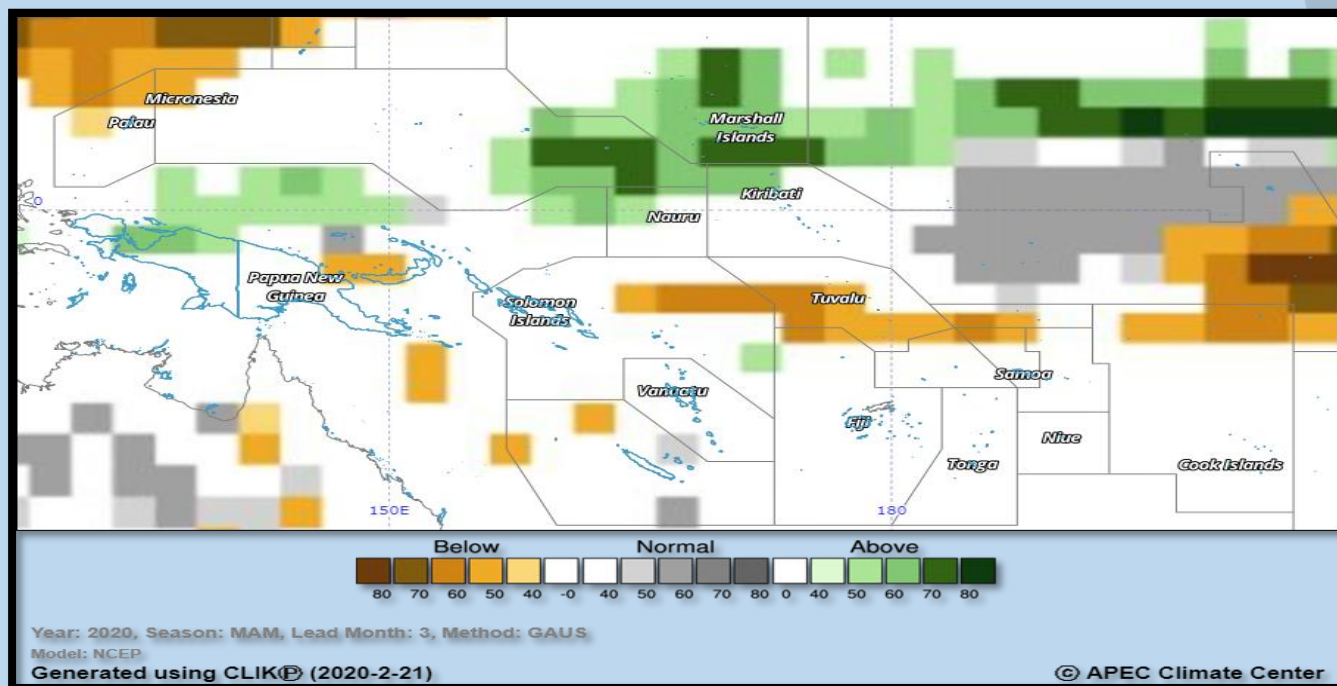 Micronesia
Palau
Marshall
Islands
Kiribati
0
Nauru
Papua New
Guinea
Solomon
Islands
Tuvalu
Vanuatu
Samoa
Fiji
Niue
Tonga
Cook Islands
150E
180
Below Normal Above
80 70 60 50 40 -0 40 50 60 70 80 0 40 50 60 70 80
Year: 2020, Season: MAM, Lead Month: 3, Method: GAUS
Model: NCEP
Generated using CLIKⓅ (2020-2-21)
© APEC Climate Center